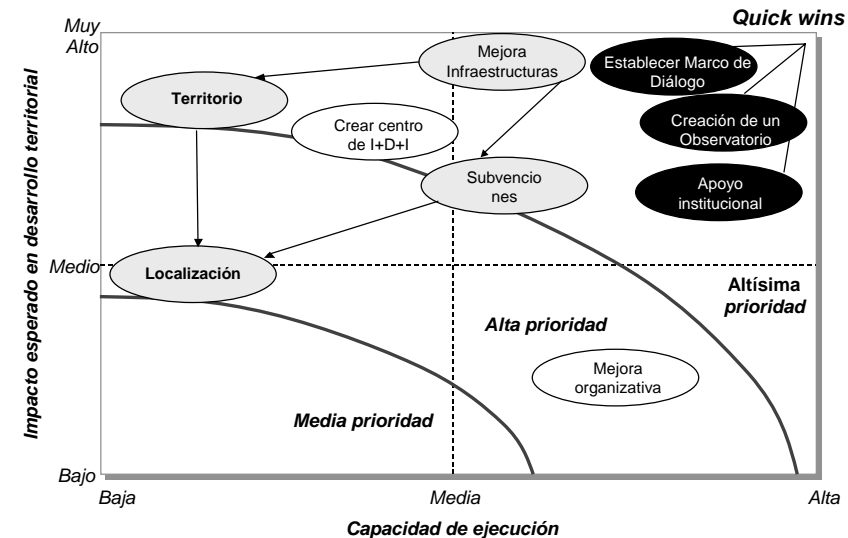 Quick wins
Muy
Alto
Mejora
Infraestructuras
Establecer Marco de
Diálogo
Territorio
Crear centro
de I+D+I
Creación de un
Observatorio
Subvencio
nes
Apoyo
institucional
Impacto esperado en desarrollo territorial
Medio
Localización
Altísima
prioridad
Alta prioridad
Mejora
organizativa
Media prioridad
Bajo
Baja
Media
Alta
Capacidad de ejecución